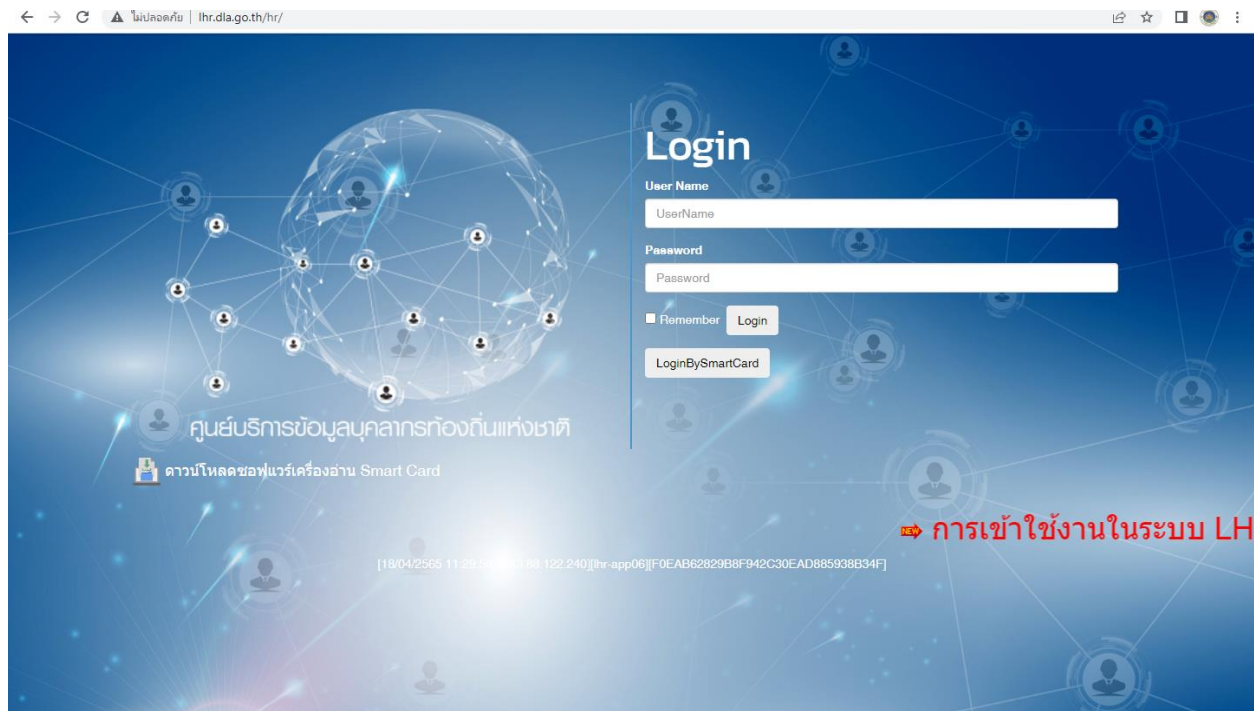 ไม่ปลอดภัย | lhr.dla.go.th/hr/
Login
User Name
UserName
Password
Password
Remember
Login
LoginBySmartCard
ศูนย์บริการข้อมูลบุคลากรท้องถิ่นแห่งชาติ
ดาวน์โหลดซอฟแวร์เครื่องอ่าน Smart Card
NEW การเข้าใช้งานในระบบ LH
[18/04/2565 122.240][lhr-app06][F0EAB62829B8F942C30EAD885938B34F]